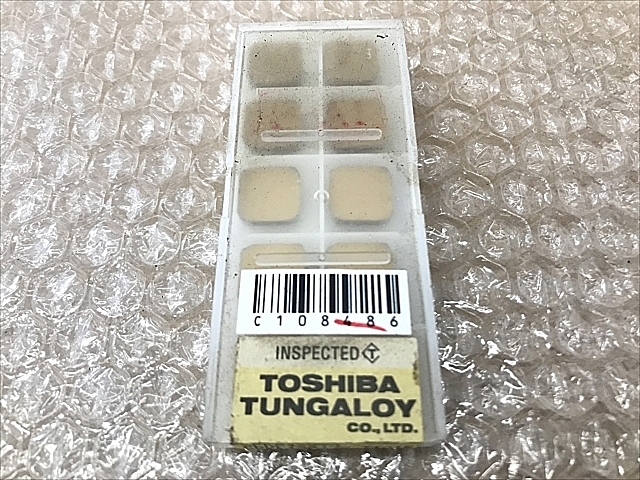 C108486
INSPECTED T
TOSHIBA
TUNGALOY
CO., LTD.